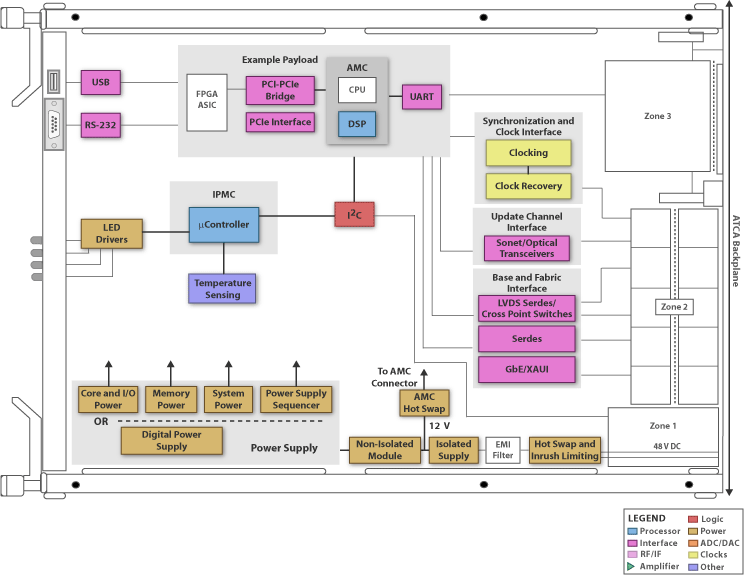 Example Payload
AMC
USB
FPGA
ASIC
PCI-PCIe
Bridge
CPU
UART
RS-232
PCIe Interface
DSP
Synchronization and
Clock Interface
Clocking
Clock Recovery
Zone 3
IPMC
LED
Drivers
µController
I2C
Temperature
Sensing
Update Channel
Interface
Sonet/Optical
Transceivers
Base and Fabric
Interface
LVDS Serdes/
Cross Point Switches
Serdes
GbE/XAUI
Zone 2
ATCA Backplane
To AMC
Connector
AMC
Hot Swap
12 V
Core and I/O
Power
Memory
Power
System
Power
Power Supply
Sequencer
OR
Digital Power
Supply
Power Supply
Non-Isolated
Module
Isolated
Supply
EMI
Filter
Hot Swap and
Inrush Limiting
Zone 1
48 V DC
LEGEND
Processor
Interface
RF/IF
Amplifier
Logic
Power
ADC/DAC
Clocks
Other